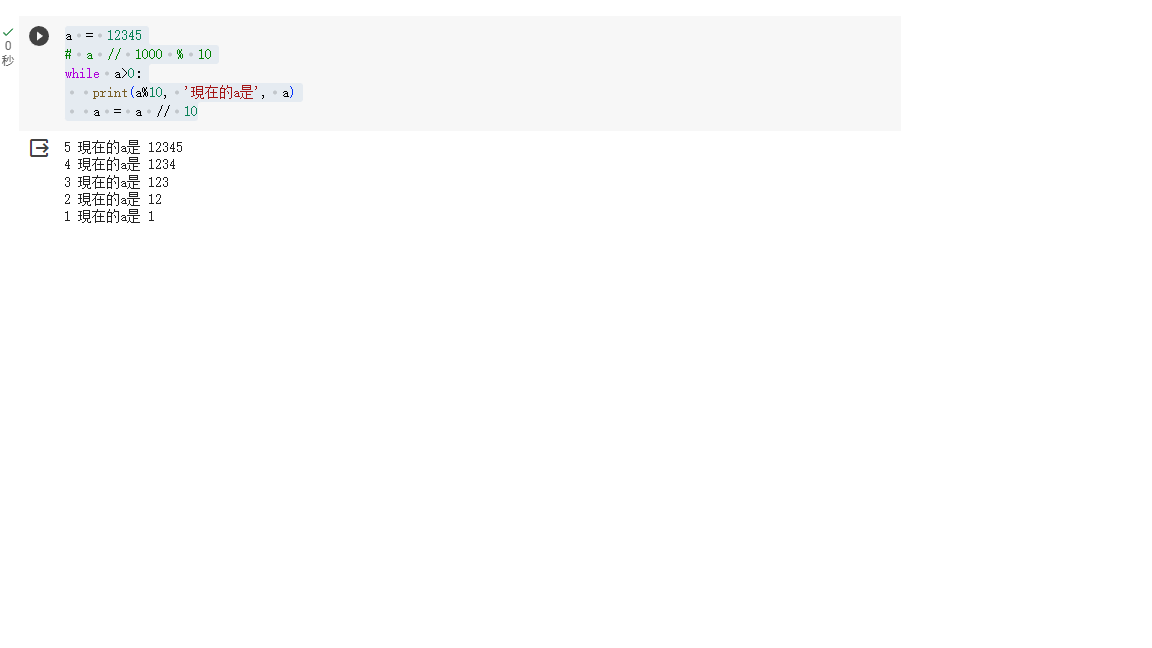 a = 12345
# a // 1000 % 10
while a>0:
    print(a%10, '現在的a是', a)
    a = a // 10
0
秒
5 現在的a是 12345
4 現在的a是 1234
3 現在的a是 123
2 現在的a是 12
1 現在的a是 1